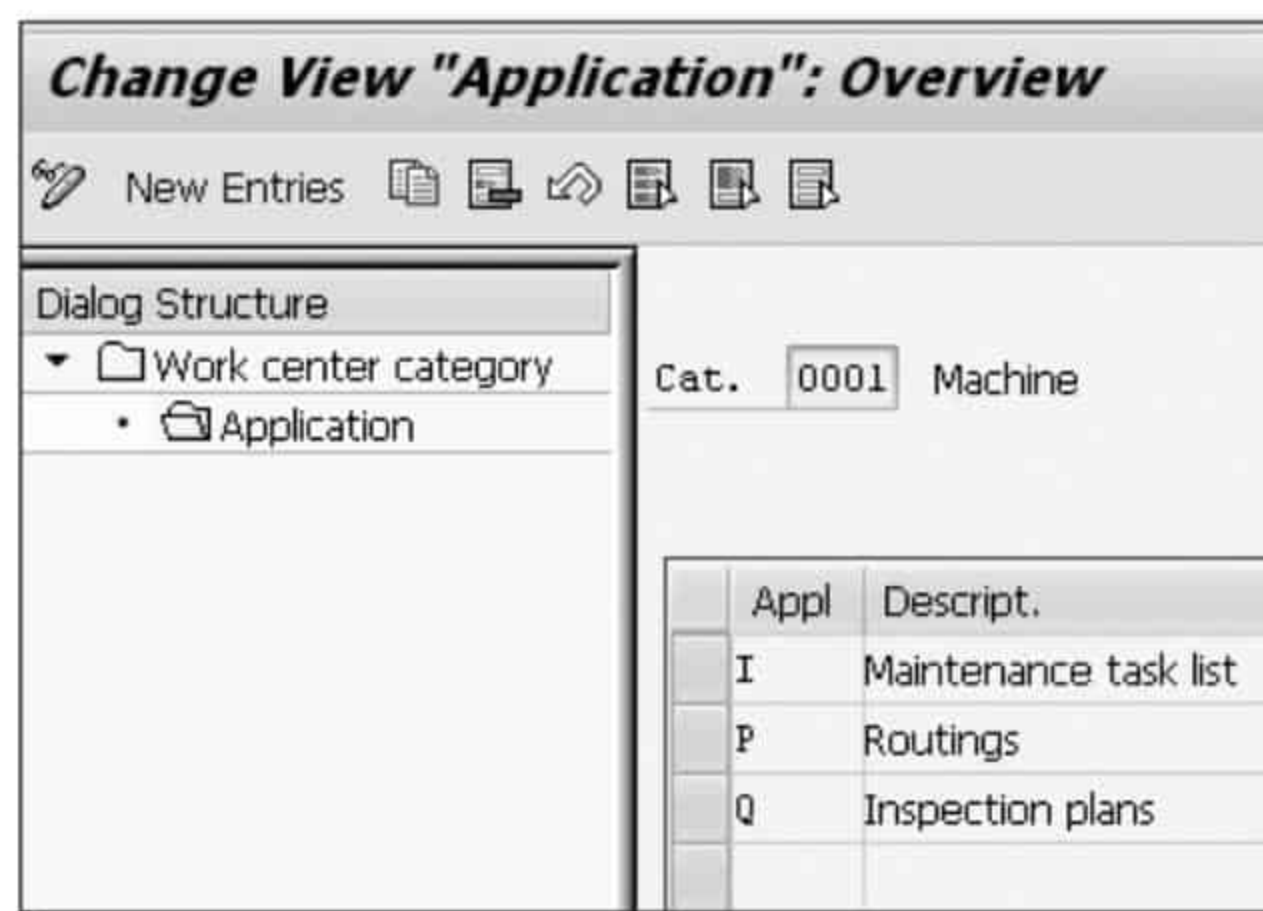 Change View "Application": Overview
New Entries
Dialog Structure
Work center category
Application
Cat. 0001 Machine
Appl Descript.
I Maintenance task list
P Routings
Q Inspection plans